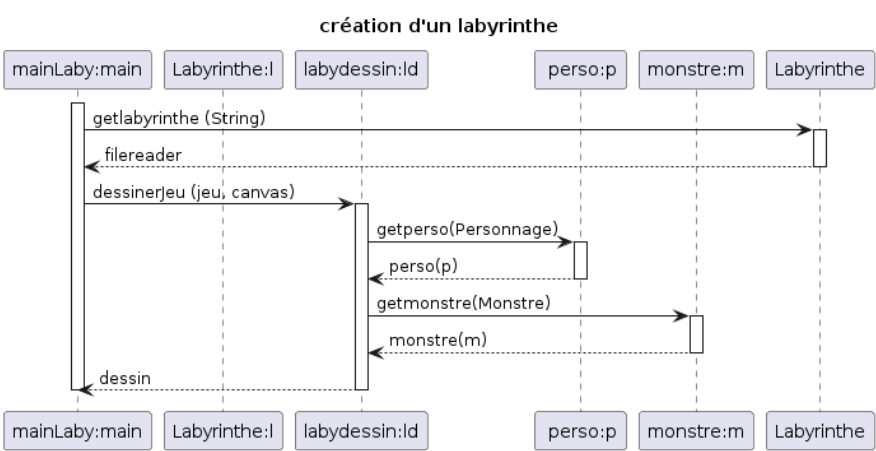 création d'un labyrinthe
mainLaby:main Labyrinthe:l labydessin:ld perso:p monstre:m Labyrinthe
getlabyrinthe (String)
filereader
dessinerJeu (jeu, canvas)
getperso(Personnage)
perso(p)
getmonstre(Monstre)
monstre(m)
dessin
mainLaby:main Labyrinthe:l labydessin:ld perso:p monstre:m Labyrinthe